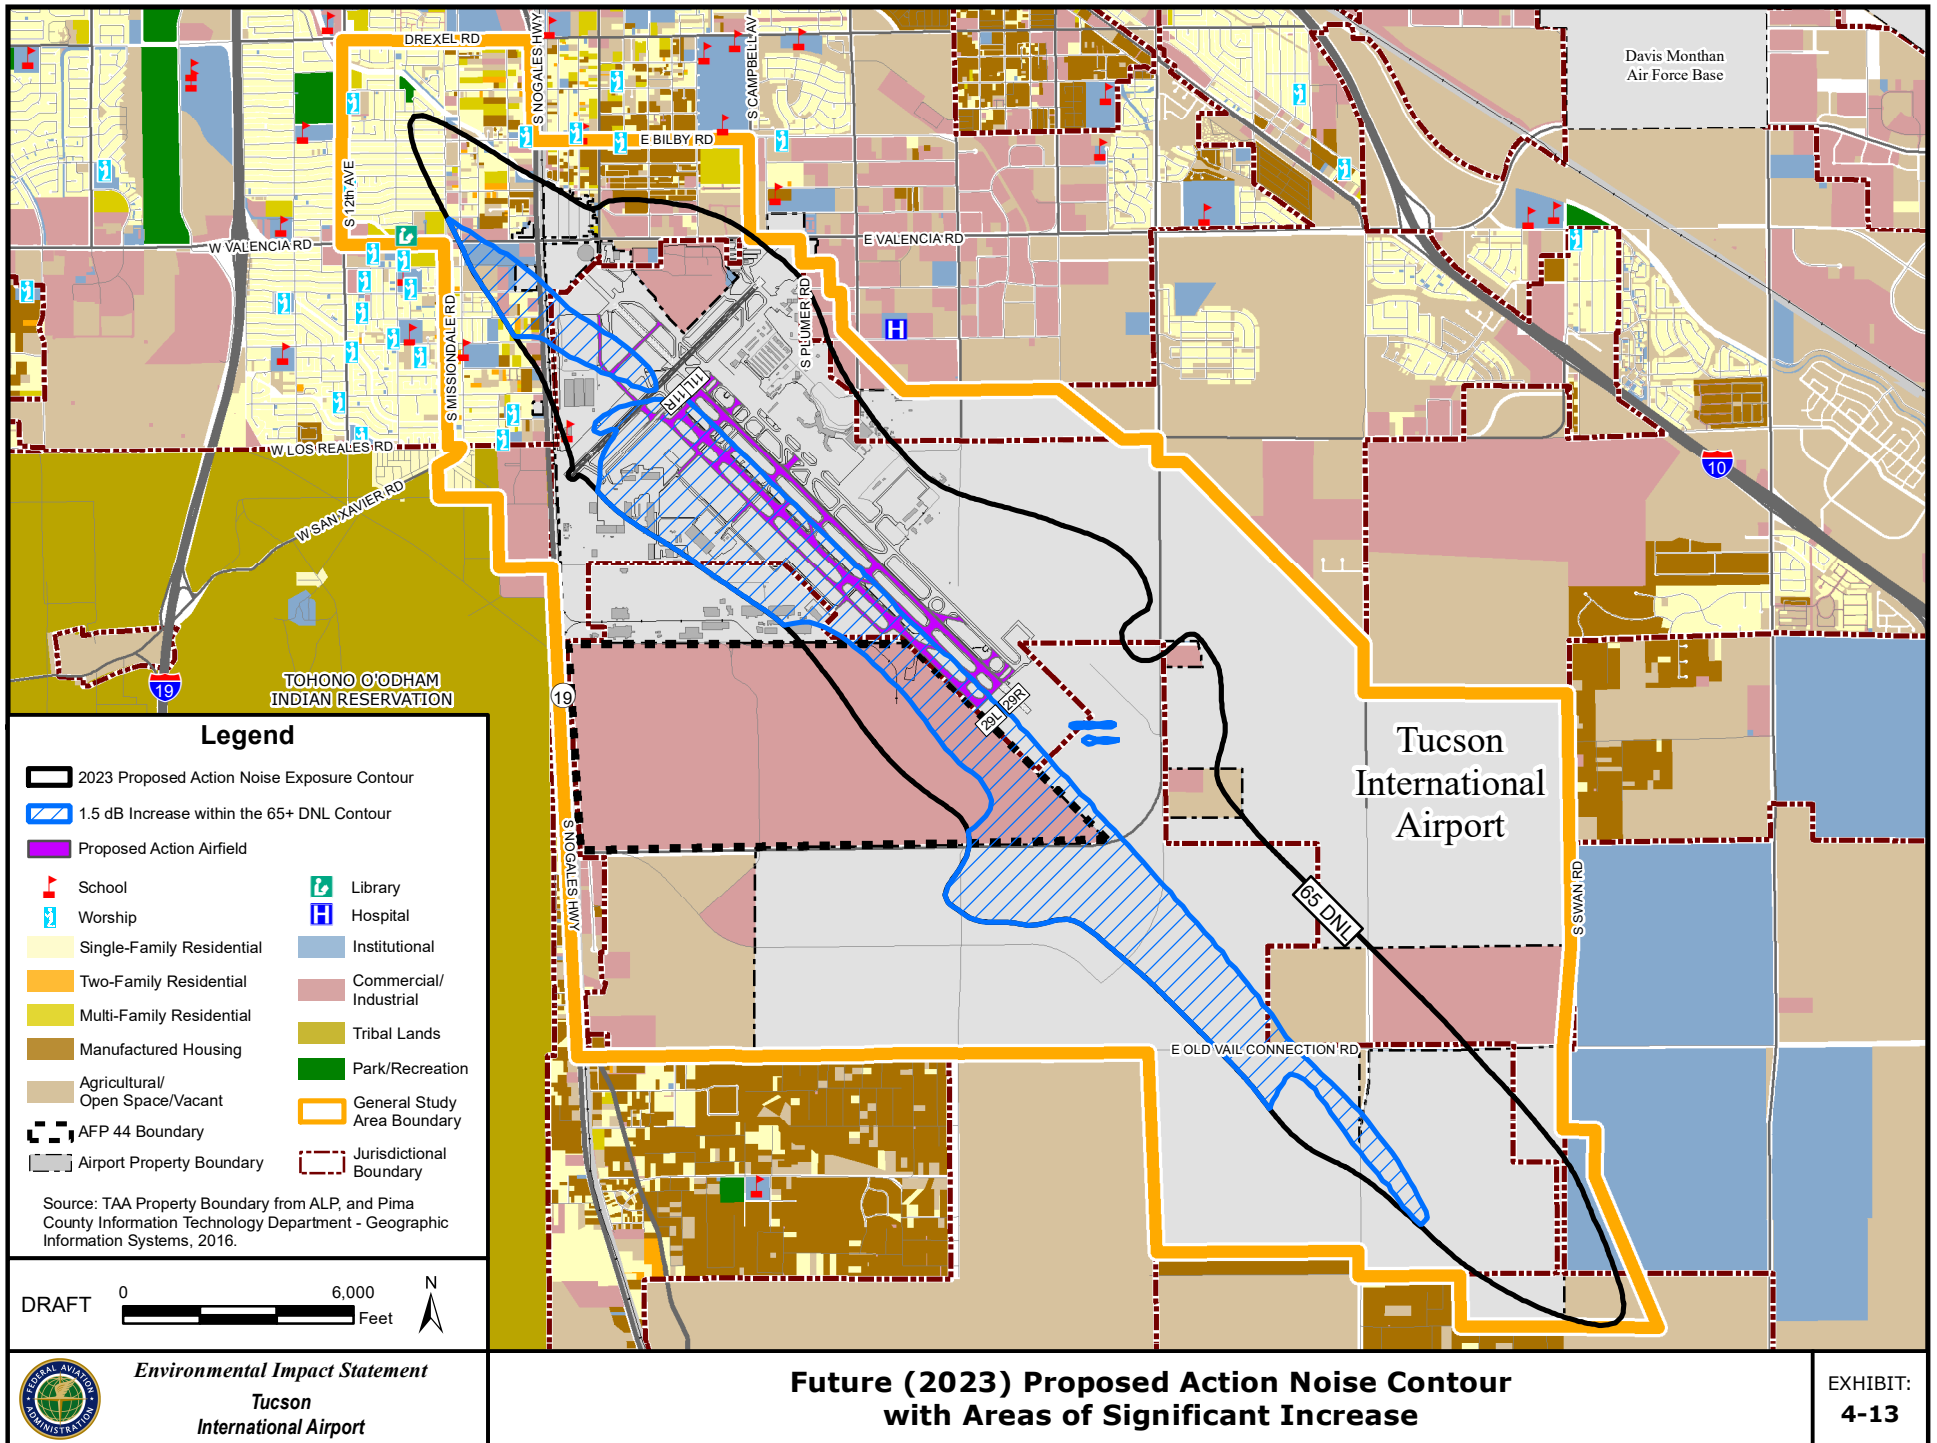 DREXEL RD
S NOGALES HWY
S CAMPBELL AV
Davis Monthan
Air Force Base
E BILBY RD
S 12th AVE
W VALENCIA RD
E VALENCIA RD
S MISSIONDALE RD
S PLUMER RD
H
11L
11R
W LOS REALES RD
W SAN XAVIER RD
10
TOHONO O'ODHAM
INDIAN RESERVATION
19
19
29L
29R
Tucson
International
Airport
S NOGALES HWY
65 DNL
S SWAN RD
E OLD VAIL CONNECTION RD
Legend
2023 Proposed Action Noise Exposure Contour
1.5 dB Increase within the 65+ DNL Contour
Proposed Action Airfield
School
Library
Worship
H Hospital
Single-Family Residential
Institutional
Two-Family Residential
Commercial/
Industrial
Multi-Family Residential
Tribal Lands
Manufactured Housing
Park/Recreation
Agricultural/
Open Space/Vacant
General Study
Area Boundary
AFP 44 Boundary
Airport Property Boundary
Jurisdictional
Boundary
Source: TAA Property Boundary from ALP, and Pima
County Information Technology Department - Geographic
Information Systems, 2016.
DRAFT
0 6,000
Feet
N
FEDERAL AVIATION
ADMINISTRATION
Environmental Impact Statement
Tucson
International Airport
Future (2023) Proposed Action Noise Contour
with Areas of Significant Increase
EXHIBIT:
4-13